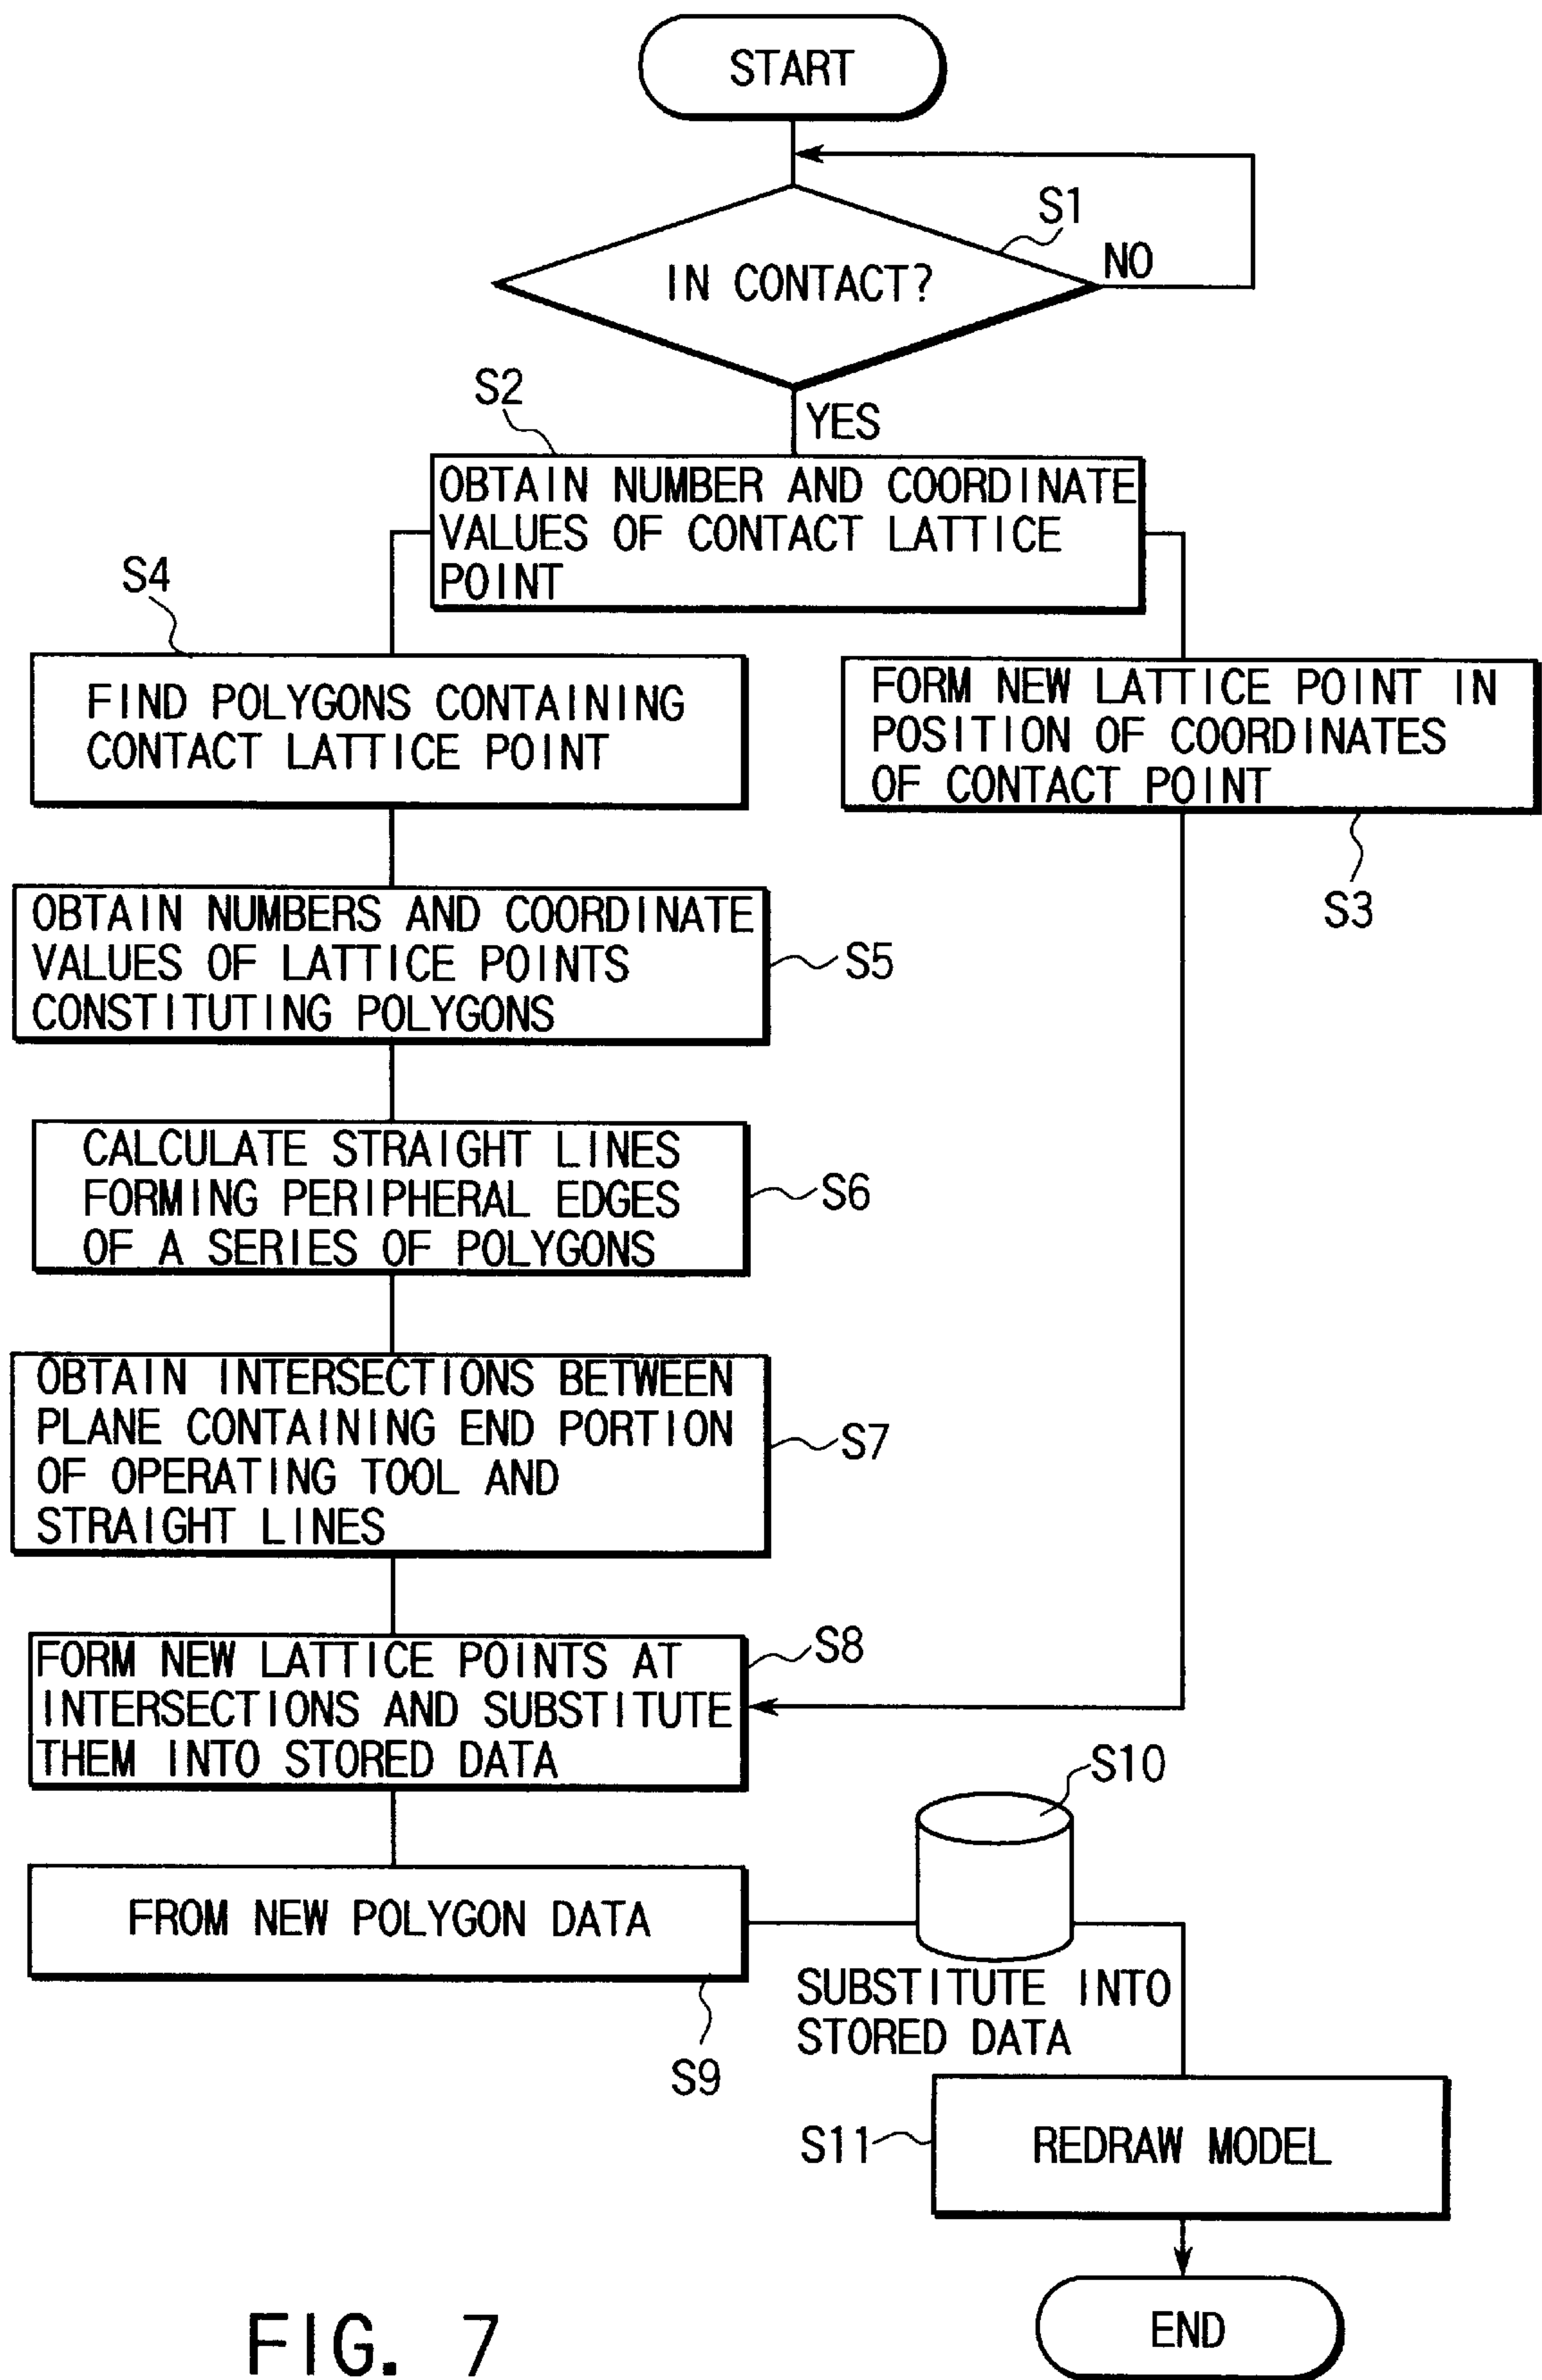 START
S1
IN CONTACT?
NO
S2
YES
OBTAIN NUMBER AND COORDINATE
VALUES OF CONTACT LATTICE
POINT
S4
FIND POLYGONS CONTAINING
CONTACT LATTICE POINT
FORM NEW LATTICE POINT IN
POSITION OF COORDINATES
OF CONTACT POINT
S3
OBTAIN NUMBERS AND COORDINATE
VALUES OF LATTICE POINTS
CONSTITUTING POLYGONS
S5
CALCULATE STRAIGHT LINES
FORMING PERIPHERAL EDGES
OF A SERIES OF POLYGONS
S6
OBTAIN INTERSECTIONS BETWEEN
PLANE CONTAINING END PORTION
OF OPERATING TOOL AND
STRAIGHT LINES
S7
FORM NEW LATTICE POINTS AT
INTERSECTIONS AND SUBSTITUTE
THEM INTO STORED DATA
S8
S10
FROM NEW POLYGON DATA
S9
SUBSTITUTE INTO
STORED DATA
S11
REDRAW MODEL
END
FIG. 7